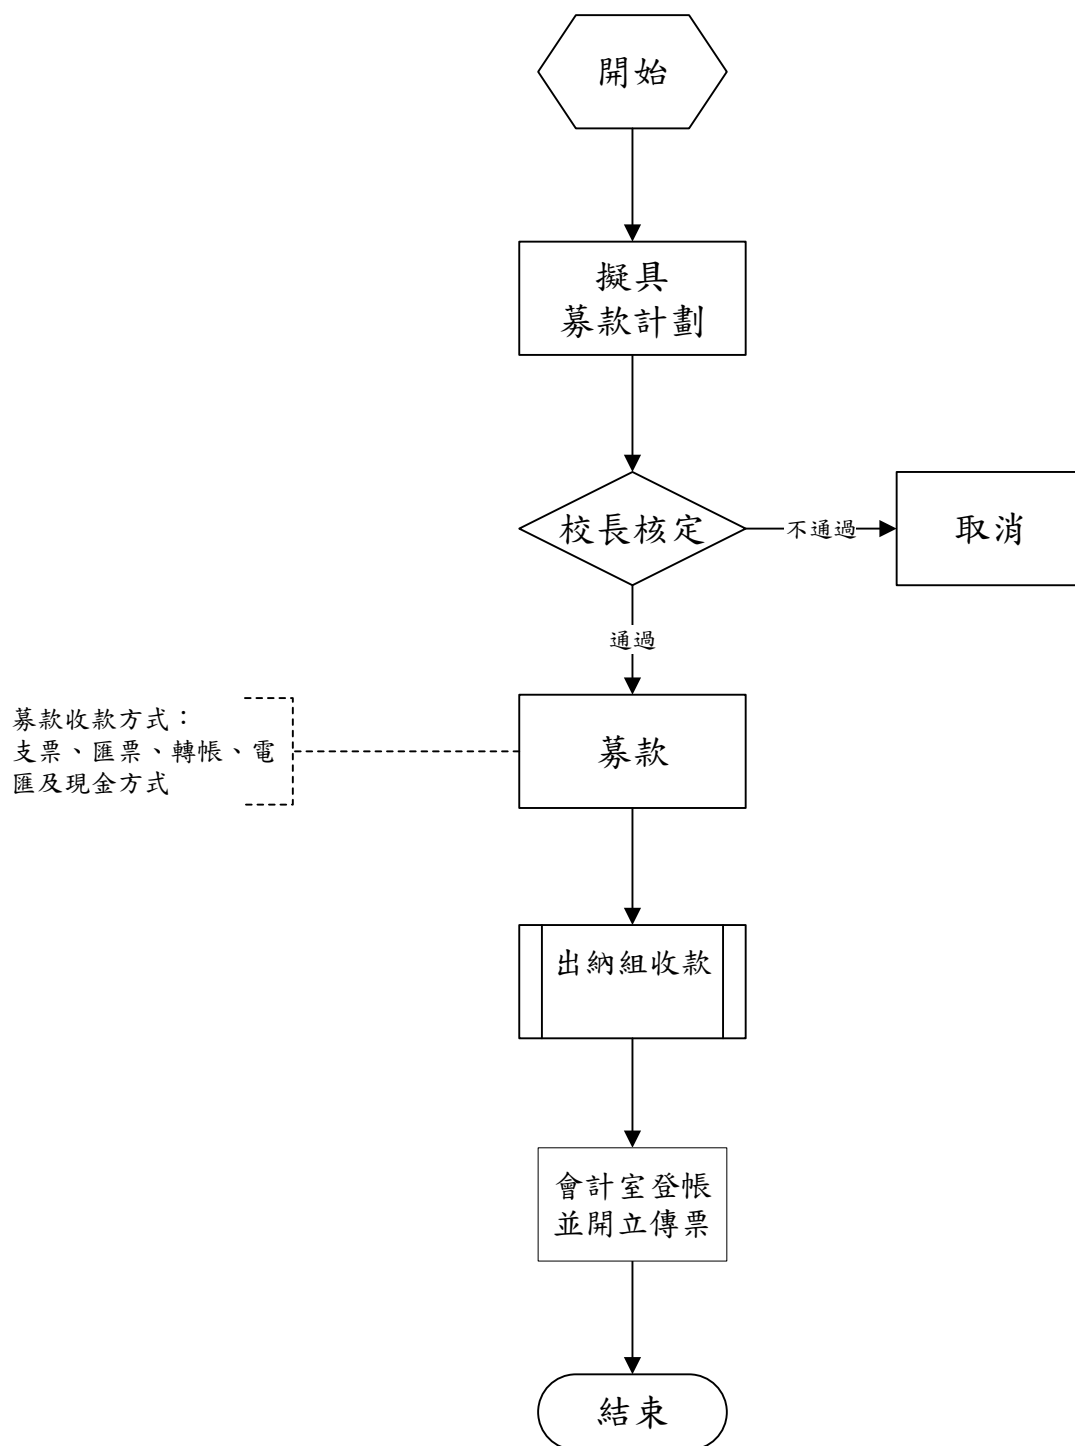 開始
擬具
募款計劃
校長核定
不通過
取消
通過
募款收款方式：
支票、匯票、轉帳、電
匯及現金方式
募款
出納組收款
會計室登帳
並開立傳票
結束